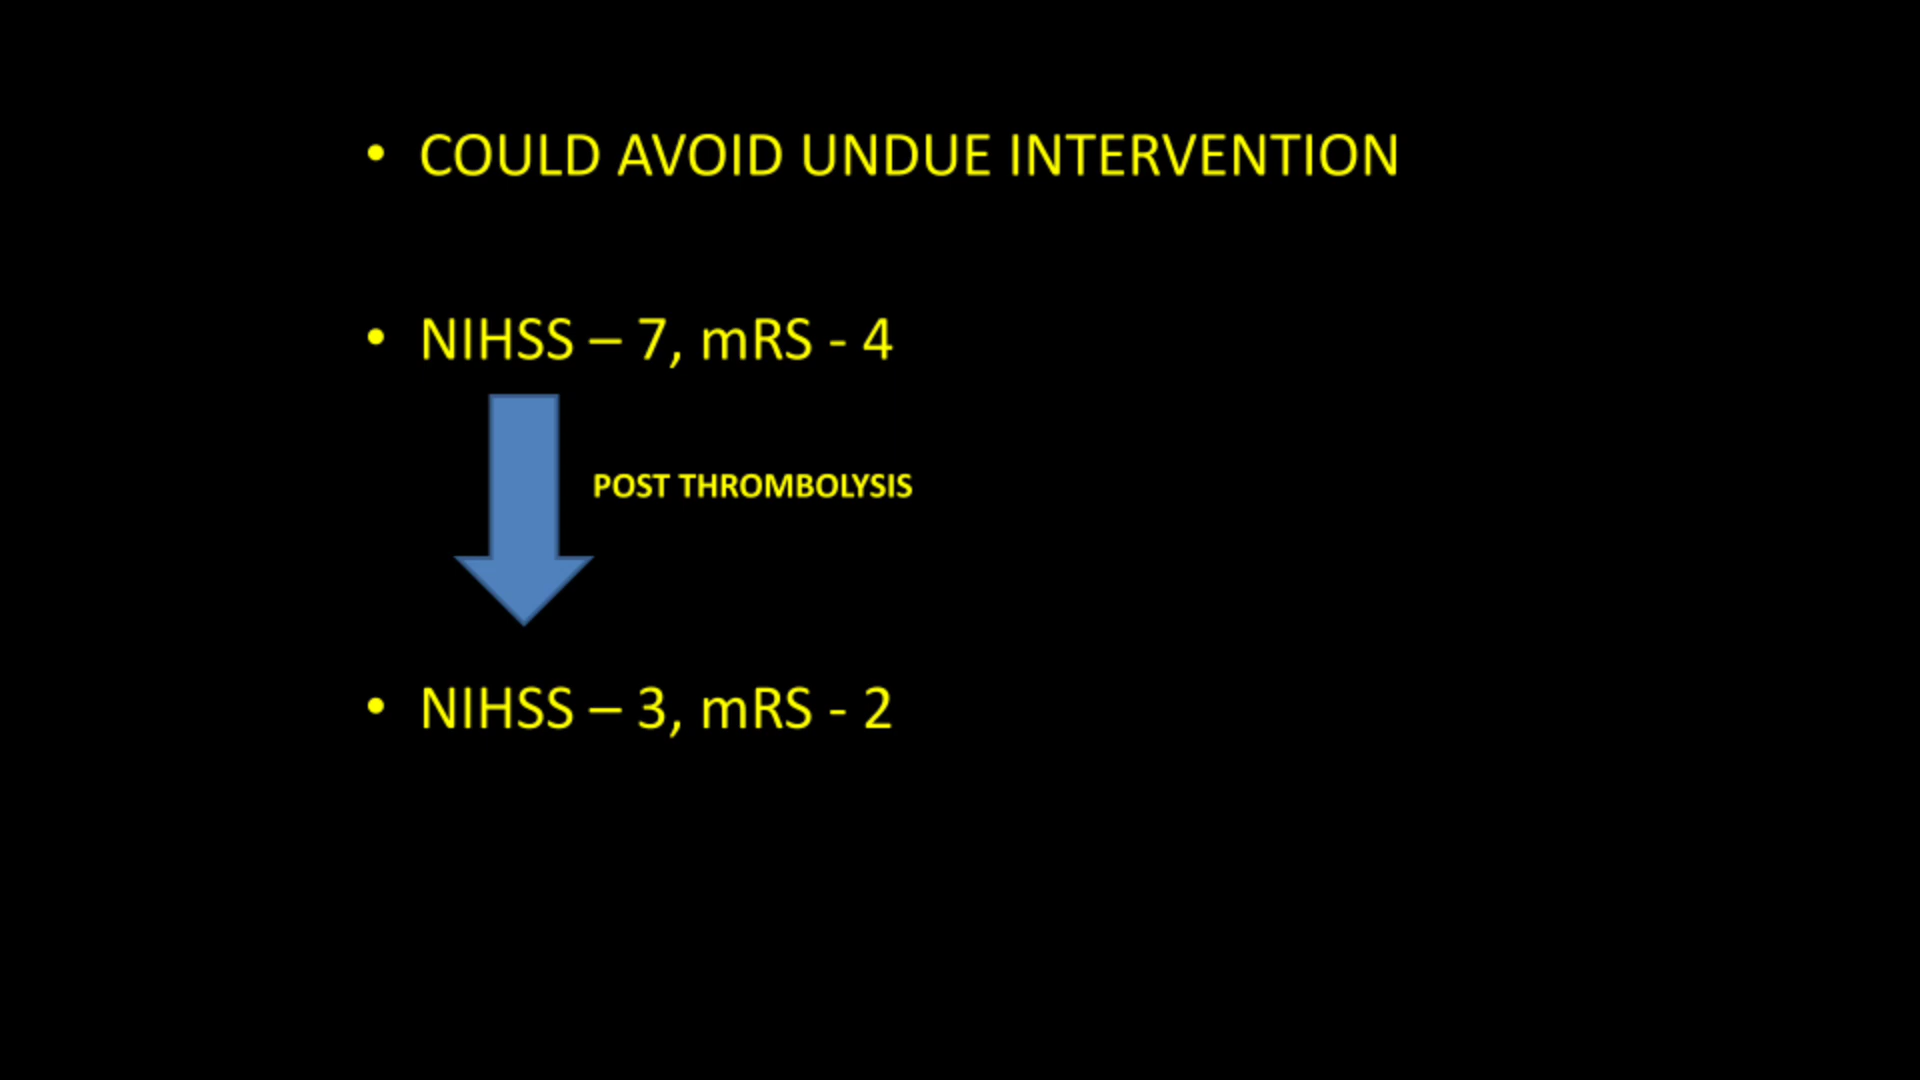 • COULD AVOID UNDUE INTERVENTION
• NIHSS – 7, mRS - 4
POST THROMBOLYSIS
• NIHSS – 3, mRS - 2